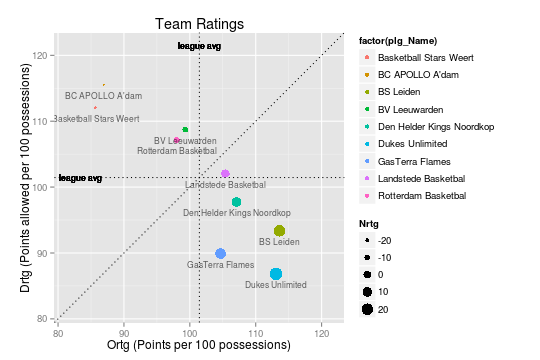 Team Ratings
league avg
120
110
100
90
80
BC APOLLO A'dam
Basketball Stars Weert
BV Leeuwarden
Rotterdam Basketbal
league avg
Landstede Basketbal
Den Helder Kings Noordkop
BS Leiden
GasTerra Flames
Dukes Unlimited
80
90
100
110
120
Ortg (Points per 100 possessions)
Drtg (Points allowed per 100 possessions)
factor(plg_Name)
Basketball Stars Weert
BC APOLLO A'dam
BS Leiden
BV Leeuwarden
Den Helder Kings Noordkop
Dukes Unlimited
GasTerra Flames
Landstede Basketbal
Rotterdam Basketbal
Nrtg
-20
-10
0
10
20